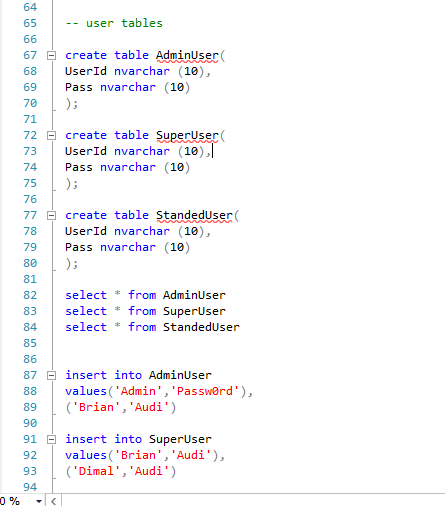 64
65 -- user tables
66
67 create table AdminUser(
68 UserId nvarchar (10),
69 Pass nvarchar (10)
70 );
71
72 create table SuperUser(
73 UserId nvarchar (10),
74 Pass nvarchar (10)
75 );
76
77 create table StandedUser(
78 UserId nvarchar (10),
79 Pass nvarchar (10)
80 );
81
82 select * from AdminUser
83 select * from SuperUser
84 select * from StandedUser
85
86
87 insert into AdminUser
88 values('Admin','Passw0rd'),
89 ('Brian','Audi')
90
91 insert into SuperUser
92 values('Brian','Audi'),
93 ('Dimal','Audi')
94
0 %